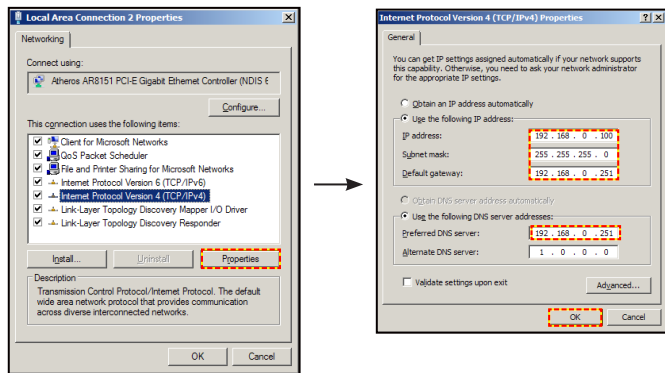 Local Area Connection 2 Properties
Networking
Connect using:
Atheros AR8151 PCI-E Gigabit Ethernet Controller (NDIS 6
Configure...
This connection uses the following items:
Client for Microsoft Networks
QoS Packet Scheduler
File and Printer Sharing for Microsoft Networks
Internet Protocol Version 6 (TCP/IPv6)
Internet Protocol Version 4 (TCP/IPv4)
Link-Layer Topology Discovery Mapper I/O Driver
Link-Layer Topology Discovery Responder
Install...
Uninstall
Properties
Description
Transmission Control Protocol/Internet Protocol. The default
wide area network protocol that provides communication
across diverse interconnected networks.
OK
Cancel
Internet Protocol Version 4 (TCP/IPv4) Properties
General
You can get IP settings assigned automatically if your network supports
this capability. Otherwise, you need to ask your network administrator
for the appropriate IP settings.
Obtain an IP address automatically
Use the following IP address:
IP address: 192 . 168 . 0 . 100
Subnet mask: 255 . 255 . 255 . 0
Default gateway: 192 . 168 . 0 . 251
Obtain DNS server address automatically
Use the following DNS server addresses:
Preferred DNS server: 192 . 168 . 0 . 251
Alternate DNS server: 1 . 0 . 0 . 0
Validate settings upon exit
Advanced...
OK
Cancel